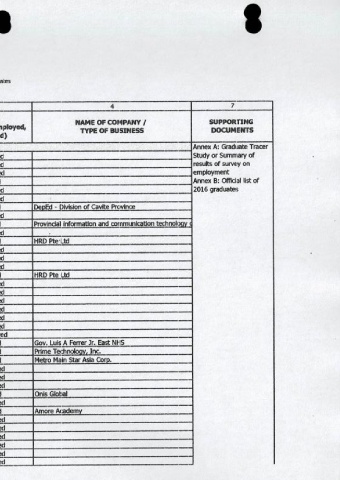 4
7
mployed,
NAME OF COMPANY /
TYPE OF BUSINESS
SUPPORTING
DOCUMENTS
Annex A: Graduate Tracer
Study or Summary of
results of survey on
employment
Annex B: Official list of
2016 graduates
DepEd - Division of Cavite Province
Provincial information and communication technology
HRD Pte Ltd
HRD Pte Ltd
Gov. Luis A Ferrer Jr. East NHS
Prime Technology, Inc.
Metro Main Star Asia Corp.
Onis Global
Amore Academy